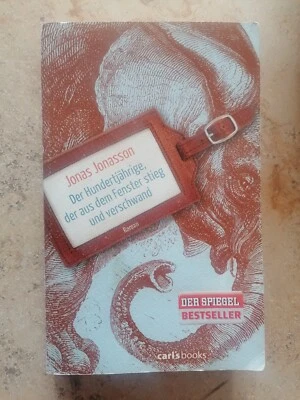 Jonas Jonasson
Der Hundertjährige,
der aus dem Fenster stieg
und verschwand
Roman
DER SPIEGEL
BESTSELLER
carl's books